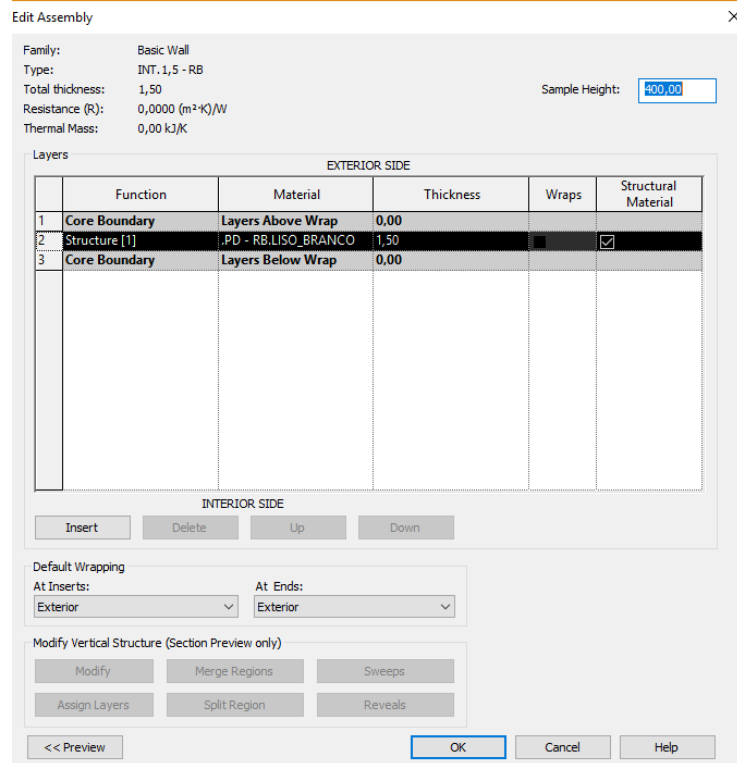 Edit Assembly
Family: Basic Wall
Type: INT.1,5 - RB
Total thickness: 1,50 Sample Height: 400,00
Resistance (R): 0,0000 (m²·K)/W
Thermal Mass: 0,00 kJ/K
Layers
EXTERIOR SIDE
Function Material Thickness Wraps Structural Material
1 Core Boundary Layers Above Wrap 0,00
2 Structure [1] .PD - RB.LISO_BRANCO 1,50
3 Core Boundary Layers Below Wrap 0,00
INTERIOR SIDE
Insert Delete Up Down
Default Wrapping
At Inserts: At Ends:
Exterior Exterior
Modify Vertical Structure (Section Preview only)
Modify Merge Regions Sweeps
Assign Layers Split Region Reveals
<< Preview OK Cancel Help